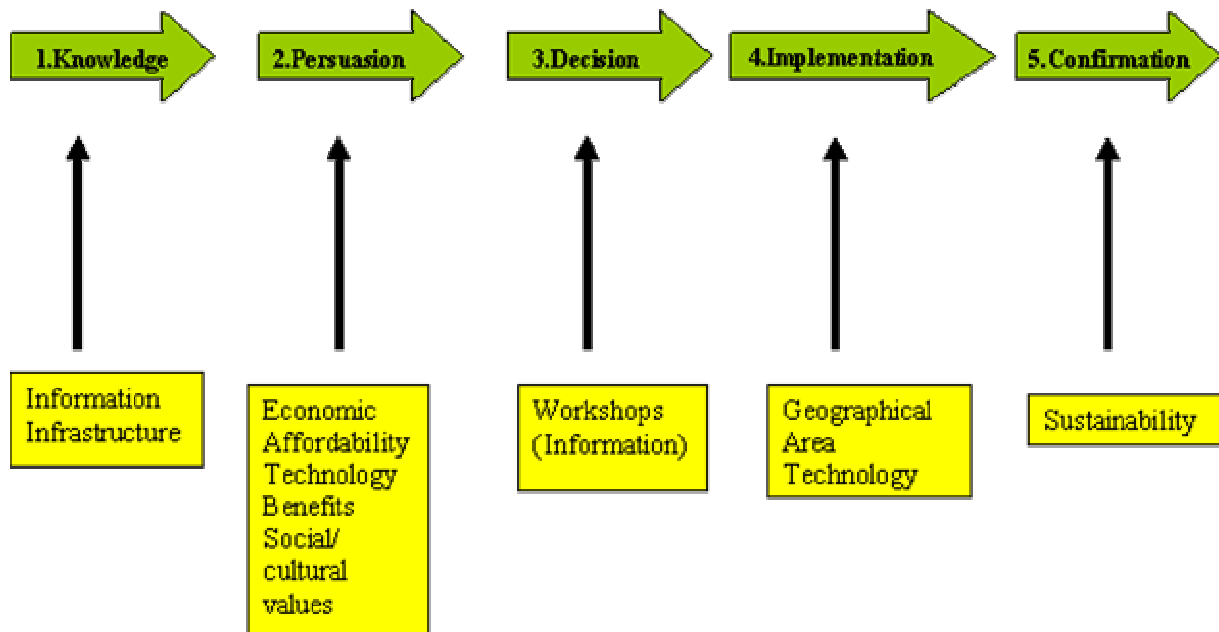 1.Knowledge
2.Persuasion
3.Decision
4.Implementation
5.Confirmation
Information
Infrastructure
Economic
Affordability
Technology
Benefits
Social/
cultural
values
Workshops
(Information)
Geographical
Area
Technology
Sustainability